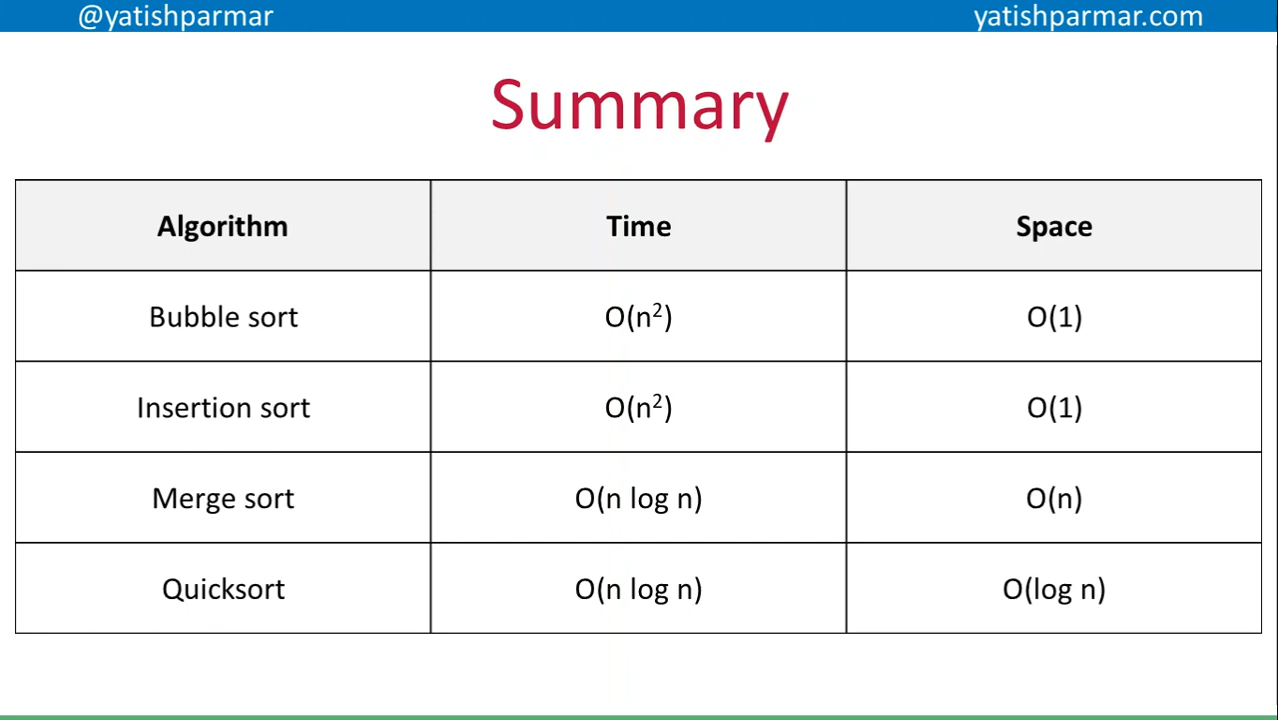 @yatishparmar yatishparmar.com
Summary
Algorithm Time Space
Bubble sort O(n²) O(1)
Insertion sort O(n²) O(1)
Merge sort O(n log n) O(n)
Quicksort O(n log n) O(log n)